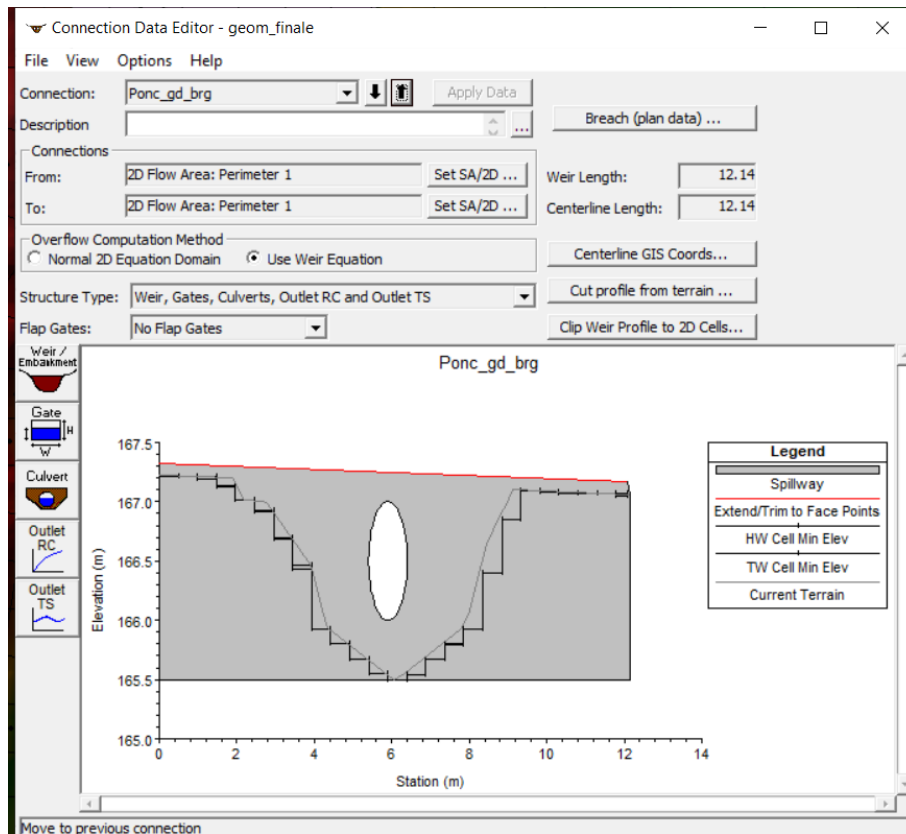 Connection Data Editor - geom_finale
File View Options Help
Connection: Ponc_gd_brg Apply Data
Description ... Breach (plan data) ...
Connections
From: 2D Flow Area: Perimeter 1 Set SA/2D ... Weir Length: 12.14
To: 2D Flow Area: Perimeter 1 Set SA/2D ... Centerline Length: 12.14
Overflow Computation Method
Normal 2D Equation Domain Use Weir Equation Centerline GIS Coords...
Structure Type: Weir, Gates, Culverts, Outlet RC and Outlet TS Cut profile from terrain ...
Flap Gates: No Flap Gates Clip Weir Profile to 2D Cells...
Weir /
Embankment
Gate
H
W
Culvert
Outlet
RC
Outlet
TS
Ponc_gd_brg
167.5
167.0
166.5
166.0
165.5
165.0
Elevation (m)
0 2 4 6 8 10 12 14
Station (m)
Legend
Spillway
Extend/Trim to Face Points
HW Cell Min Elev
TW Cell Min Elev
Current Terrain
Move to previous connection